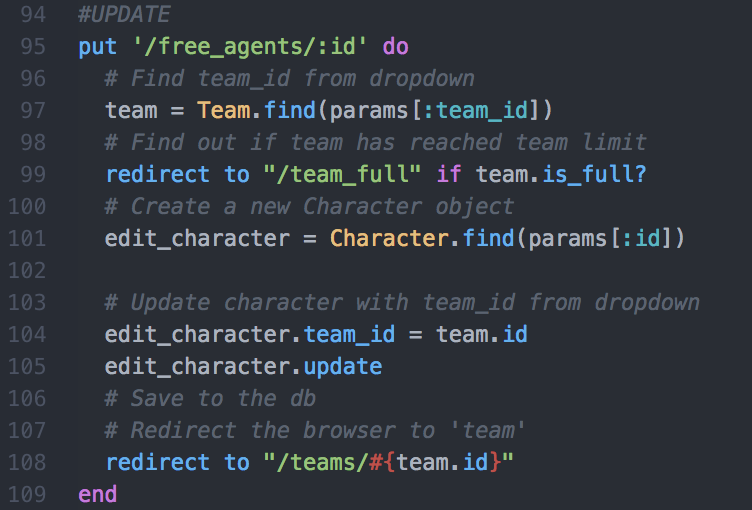 94 #UPDATE
95 put '/free_agents/:id' do
96   # Find team_id from dropdown
97   team = Team.find(params[:team_id])
98   # Find out if team has reached team limit
99   redirect to "/team_full" if team.is_full?
100   # Create a new Character object
101   edit_character = Character.find(params[:id])
102
103   # Update character with team_id from dropdown
104   edit_character.team_id = team.id
105   edit_character.update
106   # Save to the db
107   # Redirect the browser to 'team'
108   redirect to "/teams/#{team.id}"
109 end